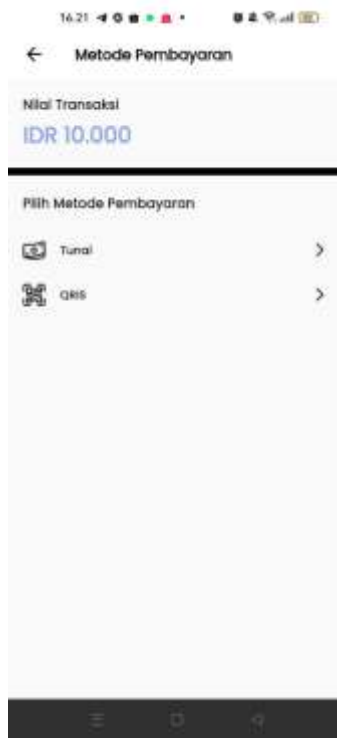 16.21
Metode Pembayaran
Nilai Transaksi
IDR 10.000
Pilih Metode Pembayaran
Tunai
QRIS